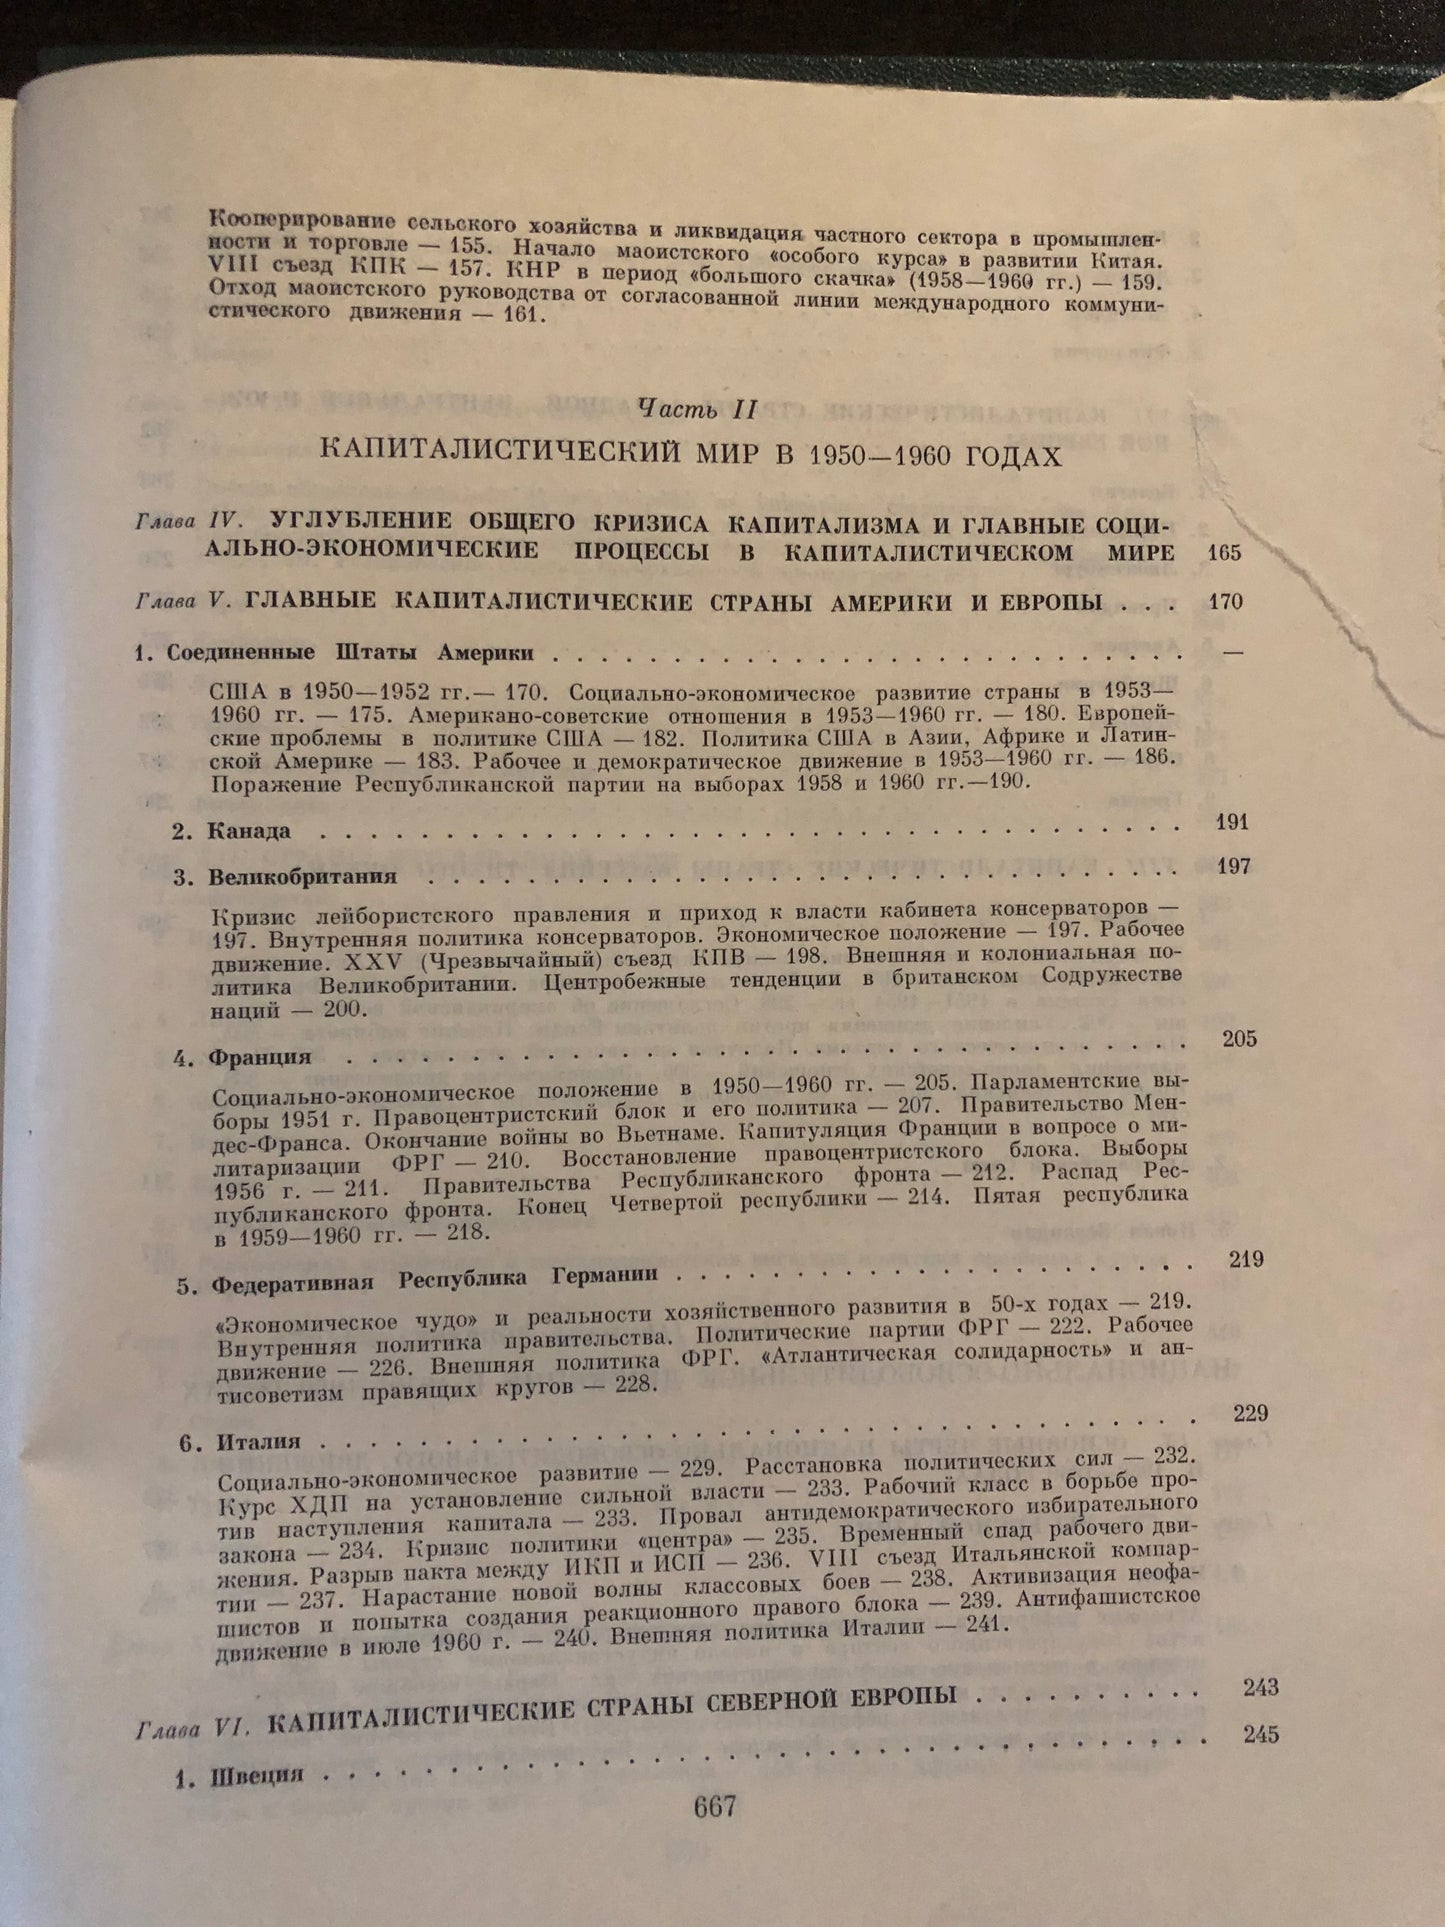 Кооперирование сельского хозяйства и ликвидация частного сектора в промышлен-
ности и торговле — 155. Начало маоистского «особого курса» в развитии Китая.
VIII съезд КПК — 157. КНР в период «большого скачка» (1958—1960 гг.) — 159.
Отход маоистского руководства от согласованной линии международного коммуни-
стического движения — 161.
Часть II
КАПИТАЛИСТИЧЕСКИЙ МИР В 1950—1960 ГОДАХ
Глава IV. УГЛУБЛЕНИЕ ОБЩЕГО КРИЗИСА КАПИТАЛИЗМА И ГЛАВНЫЕ СОЦИ-
АЛЬНО-ЭКОНОМИЧЕСКИЕ ПРОЦЕССЫ В КАПИТАЛИСТИЧЕСКОМ МИРЕ 165
Глава V. ГЛАВНЫЕ КАПИТАЛИСТИЧЕСКИЕ СТРАНЫ АМЕРИКИ И ЕВРОПЫ . . . 170
1. Соединенные Штаты Америки . . . . . . . . . . . . . . . . . . . . . . . . . . . —
США в 1950—1952 гг.— 170. Социально-экономическое развитие страны в 1953—
1960 гг. — 175. Американо-советские отношения в 1953—1960 гг. — 180. Европей-
ские проблемы в политике США — 182. Политика США в Азии, Африке и Латин-
ской Америке — 183. Рабочее и демократическое движение в 1953—1960 гг. — 186.
Поражение Республиканской партии на выборах 1958 и 1960 гг.—190.
2. Канада . . . . . . . . . . . . . . . . . . . . . . . . . . . . . . . . . . . . 191
3. Великобритания . . . . . . . . . . . . . . . . . . . . . . . . . . . . . . . 197
Кризис лейбористского правления и приход к власти кабинета консерваторов —
197. Внутренняя политика консерваторов. Экономическое положение — 197. Рабочее
движение. XXV (Чрезвычайный) съезд КПВ — 198. Внешняя и колониальная по-
литика Великобритании. Центробежные тенденции в британском Содружестве
наций — 200.
4. Франция . . . . . . . . . . . . . . . . . . . . . . . . . . . . . . . . . . . 205
Социально-экономическое положение в 1950—1960 гг. — 205. Парламентские вы-
боры 1951 г. Правоцентристский блок и его политика — 207. Правительство Мен-
дес-Франса. Окончание войны во Вьетнаме. Капитуляция Франции в вопросе о ми-
литаризации ФРГ — 210. Восстановление правоцентристского блока. Выборы
1956 г. — 211. Правительства Республиканского фронта — 212. Распад Рес-
публиканского фронта. Конец Четвертой республики — 214. Пятая республика
в 1959—1960 гг. — 218.
5. Федеративная Республика Германии . . . . . . . . . . . . . . . . . . . . . . 219
«Экономическое чудо» и реальности хозяйственного развития в 50-х годах — 219.
Внутренняя политика правительства. Политические партии ФРГ — 222. Рабочее
движение — 226. Внешняя политика ФРГ. «Атлантическая солидарность» и ан-
тисоветизм правящих кругов — 228.
6. Италия . . . . . . . . . . . . . . . . . . . . . . . . . . . . . . . . . . . . 229
Социально-экономическое развитие — 229. Расстановка политических сил — 232.
Курс ХДП на установление сильной власти — 233. Рабочий класс в борьбе про-
тив наступления капитала — 233. Провал антидемократического избирательного
закона — 234. Кризис политики «центра» — 235. Временный спад рабочего дви-
жения. Разрыв пакта между ИКП и ИСП — 236. VIII съезд Итальянской компар-
тии — 237. Нарастание новой волны классовых боев — 238. Активизация неофа-
шистов и попытка создания реакционного правого блока — 239. Антифашистское
движение в июле 1960 г. — 240. Внешняя политика Италии — 241.
Глава VI. КАПИТАЛИСТИЧЕСКИЕ СТРАНЫ СЕВЕРНОЙ ЕВРОПЫ . . . . . . . . . . 243
1. Швеция . . . . . . . . . . . . . . . . . . . . . . . . . . . . . . . . . . . 245
667